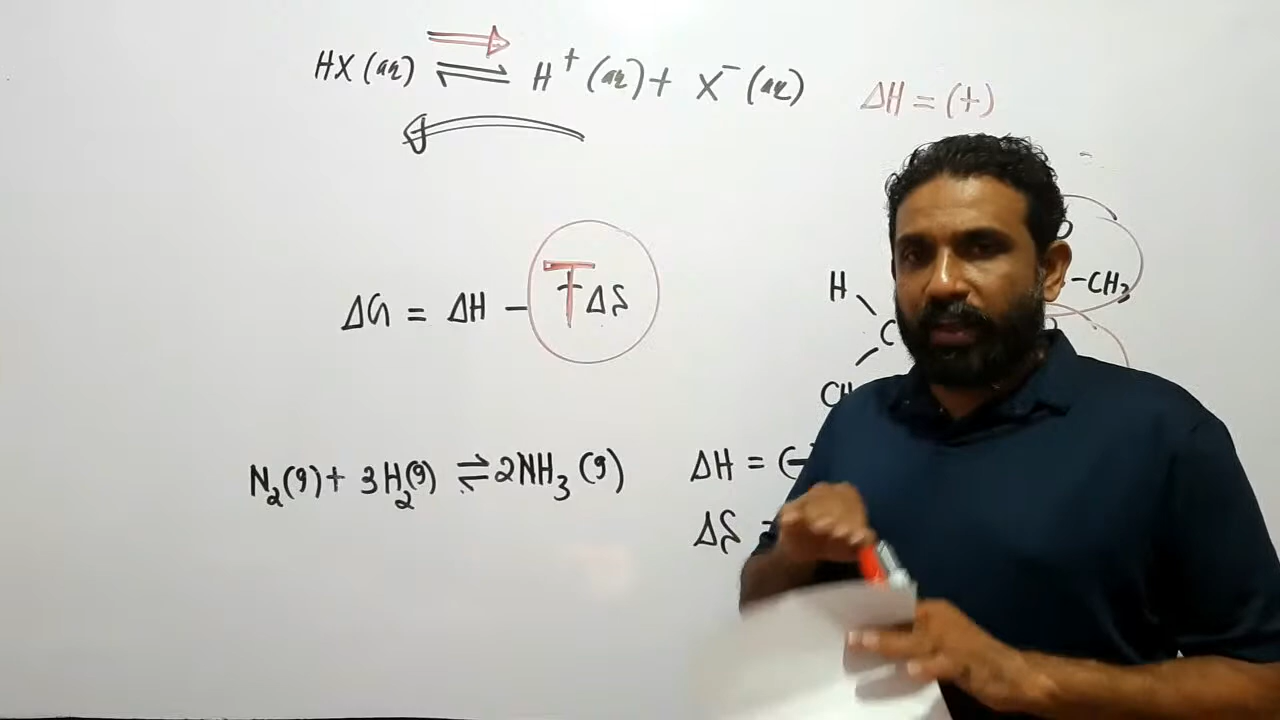 HX (aq) ⇌ H⁺ (aq) + X⁻ (aq) ΔH = (+)
ΔG = ΔH - TΔS
H
-CH₃
C
CH
N₂(g) + 3H₂(g) ⇌ 2NH₃ (g) ΔH = (-)
ΔS =